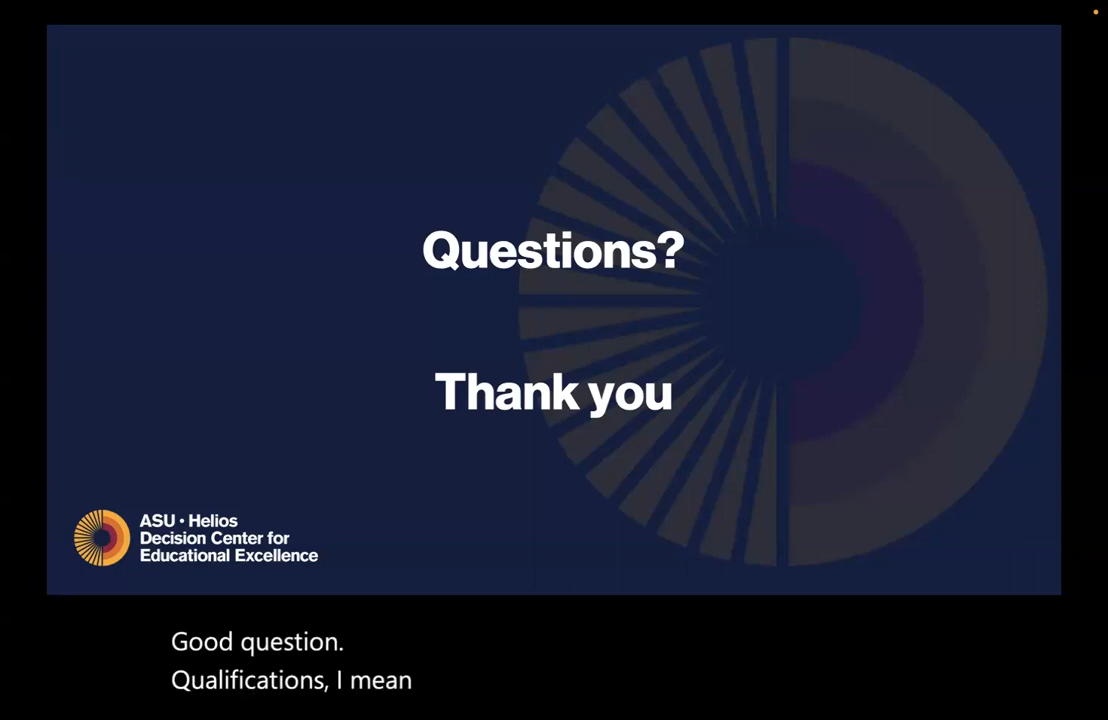 Questions?
Thank you
ASU • Helios
Decision Center for
Educational Excellence
Good question.
Qualifications, I mean